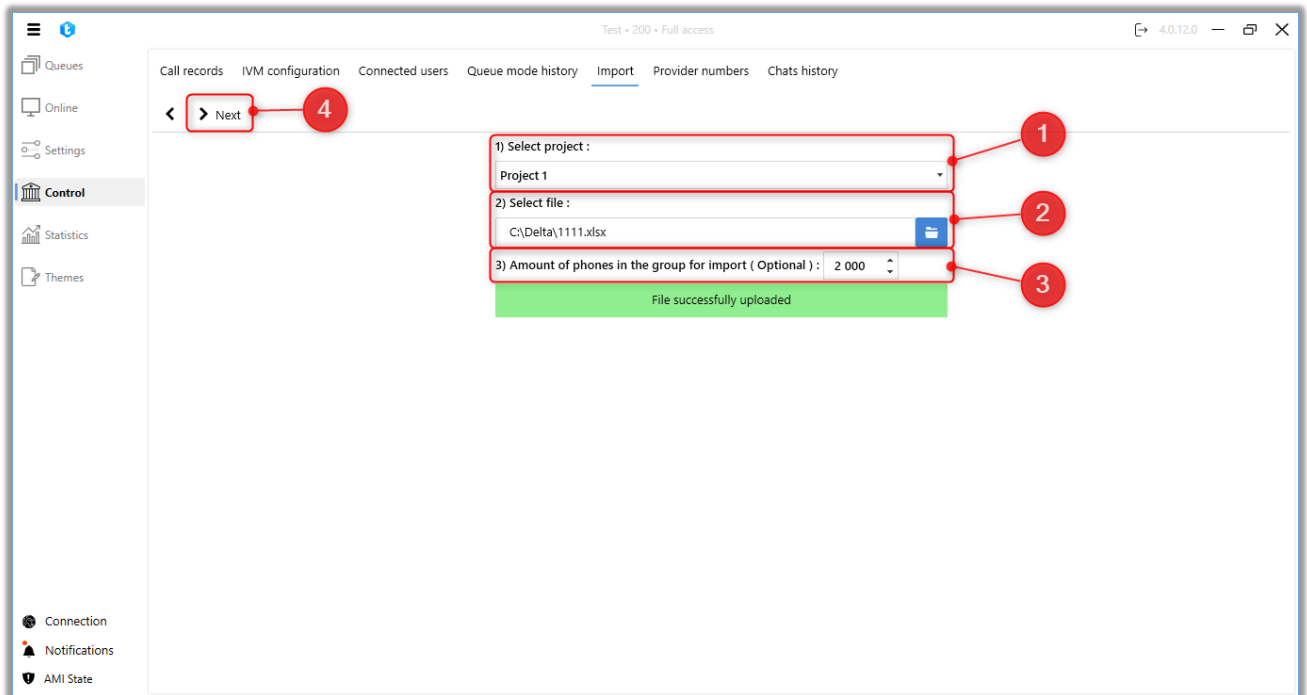 Test • 200 • Full access
4.0.12.0
Queues
Online
Settings
Control
Statistics
Themes
Connection
Notifications
AMI State
Call records IVM configuration Connected users Queue mode history Import Provider numbers Chats history
Next
4
1) Select project :
Project 1
1
2) Select file :
C:\Delta\1111.xlsx
2
3) Amount of phones in the group for import ( Optional ) : 2 000
3
File successfully uploaded